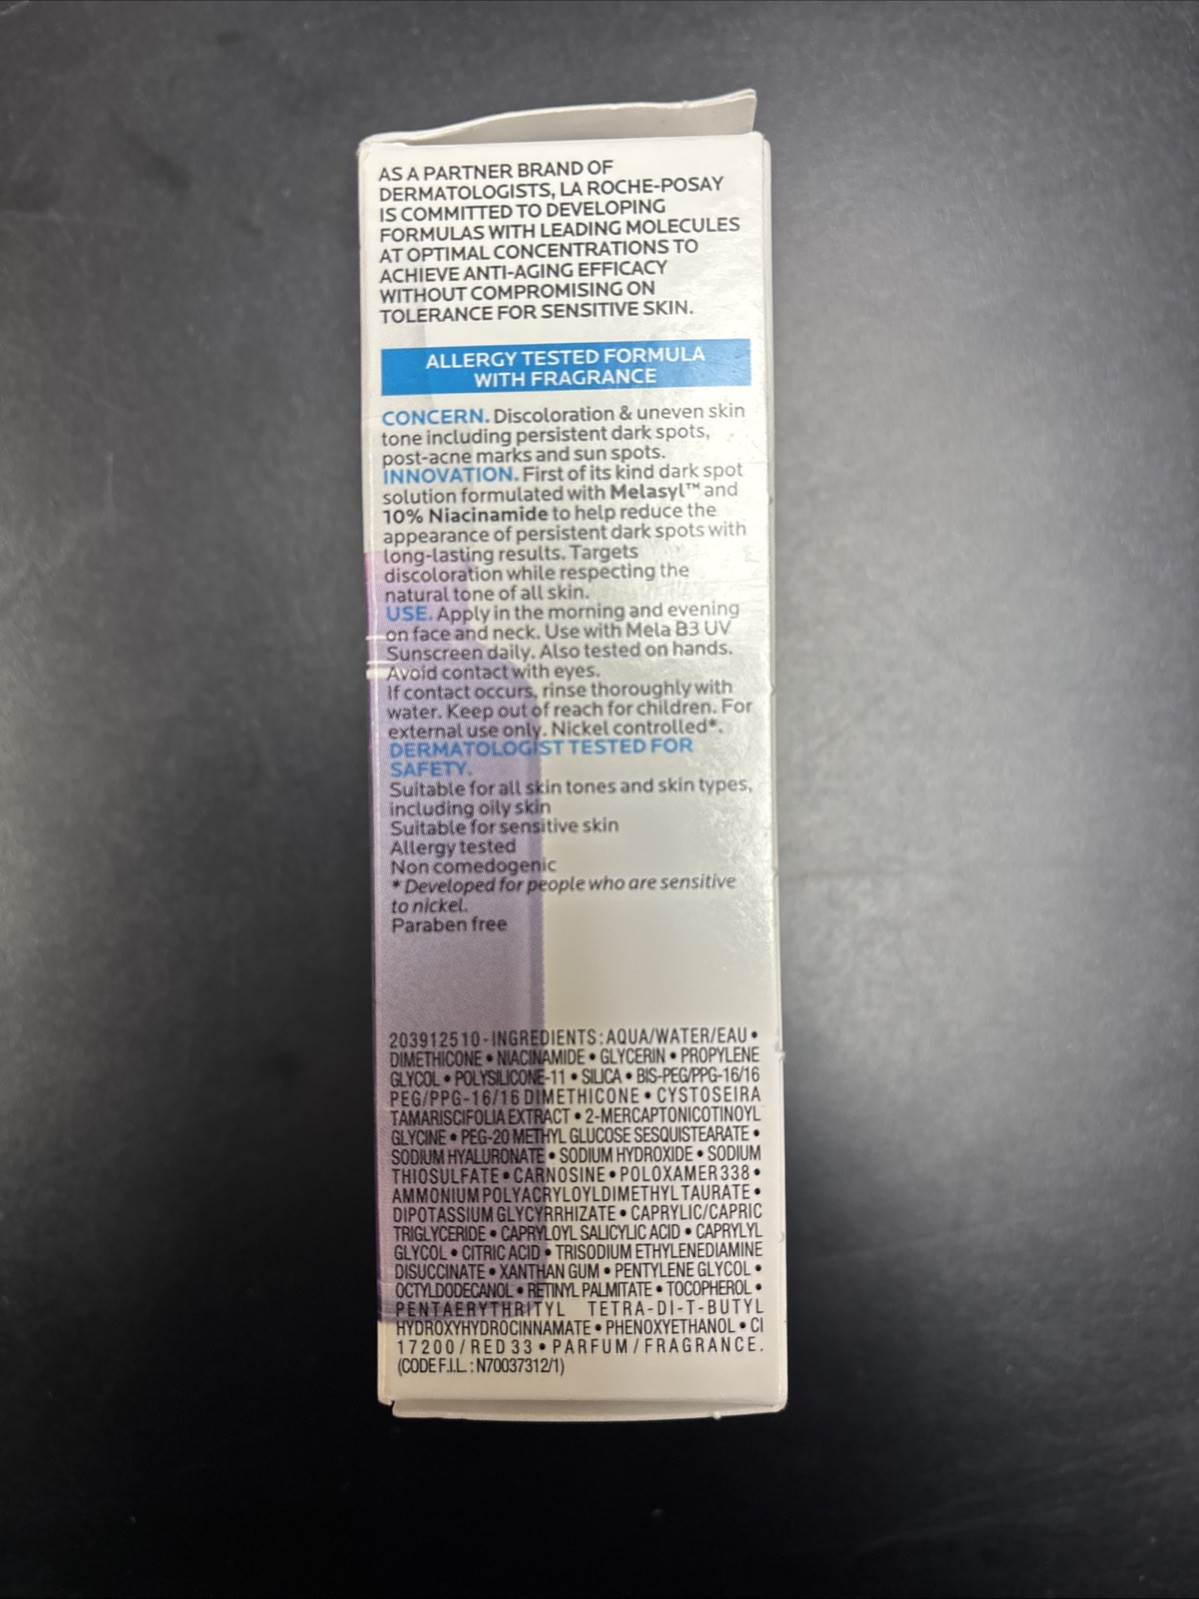 AS A PARTNER BRAND OF
DERMATOLOGISTS, LA ROCHE-POSAY
IS COMMITTED TO DEVELOPING
FORMULAS WITH LEADING MOLECULES
AT OPTIMAL CONCENTRATIONS TO
ACHIEVE ANTI-AGING EFFICACY
WITHOUT COMPROMISING ON
TOLERANCE FOR SENSITIVE SKIN.
ALLERGY TESTED FORMULA
WITH FRAGRANCE
CONCERN. Discoloration & uneven skin
tone including persistent dark spots,
post-acne marks and sun spots.
INNOVATION. First of its kind dark spot
solution formulated with Melasyl™ and
10% Niacinamide to help reduce the
appearance of persistent dark spots with
long-lasting results. Targets
discoloration while respecting the
natural tone of all skin.
USE. Apply in the morning and evening
on face and neck. Use with Mela B3 UV
Sunscreen daily. Also tested on hands.
Avoid contact with eyes.
If contact occurs, rinse thoroughly with
water. Keep out of reach for children. For
external use only. Nickel controlled*.
DERMATOLOGIST TESTED FOR
SAFETY.
Suitable for all skin tones and skin types,
including oily skin
Suitable for sensitive skin
Allergy tested
Non comedogenic
* Developed for people who are sensitive
to nickel.
Paraben free
203912510 - INGREDIENTS : AQUA/WATER/EAU •
DIMETHICONE • NIACINAMIDE • GLYCERIN • PROPYLENE
GLYCOL • POLYSILICONE-11 • SILICA • BIS-PEG/PPG-16/16
PEG/PPG-16/16 DIMETHICONE • CYSTOSEIRA
TAMARISCIFOLIA EXTRACT • 2-MERCAPTONICOTINOYL
GLYCINE • PEG-20 METHYL GLUCOSE SESQUISTEARATE •
SODIUM HYALURONATE • SODIUM HYDROXIDE • SODIUM
THIOSULFATE • CARNOSINE • POLOXAMER 338 •
AMMONIUM POLYACRYLOYLDIMETHYL TAURATE •
DIPOTASSIUM GLYCYRRHIZATE • CAPRYLIC/CAPRIC
TRIGLYCERIDE • CAPRYLOYL SALICYLIC ACID • CAPRYLYL
GLYCOL • CITRIC ACID • TRISODIUM ETHYLENEDIAMINE
DISUCCINATE • XANTHAN GUM • PENTYLENE GLYCOL •
OCTYLDODECANOL • RETINYL PALMITATE • TOCOPHEROL •
PENTAERYTHRITYL TETRA-DI-T-BUTYL
HYDROXYHYDROCINNAMATE • PHENOXYETHANOL • CI
17200 / RED 33 • PARFUM / FRAGRANCE.
(CODE F.I.L. : N70037312/1)